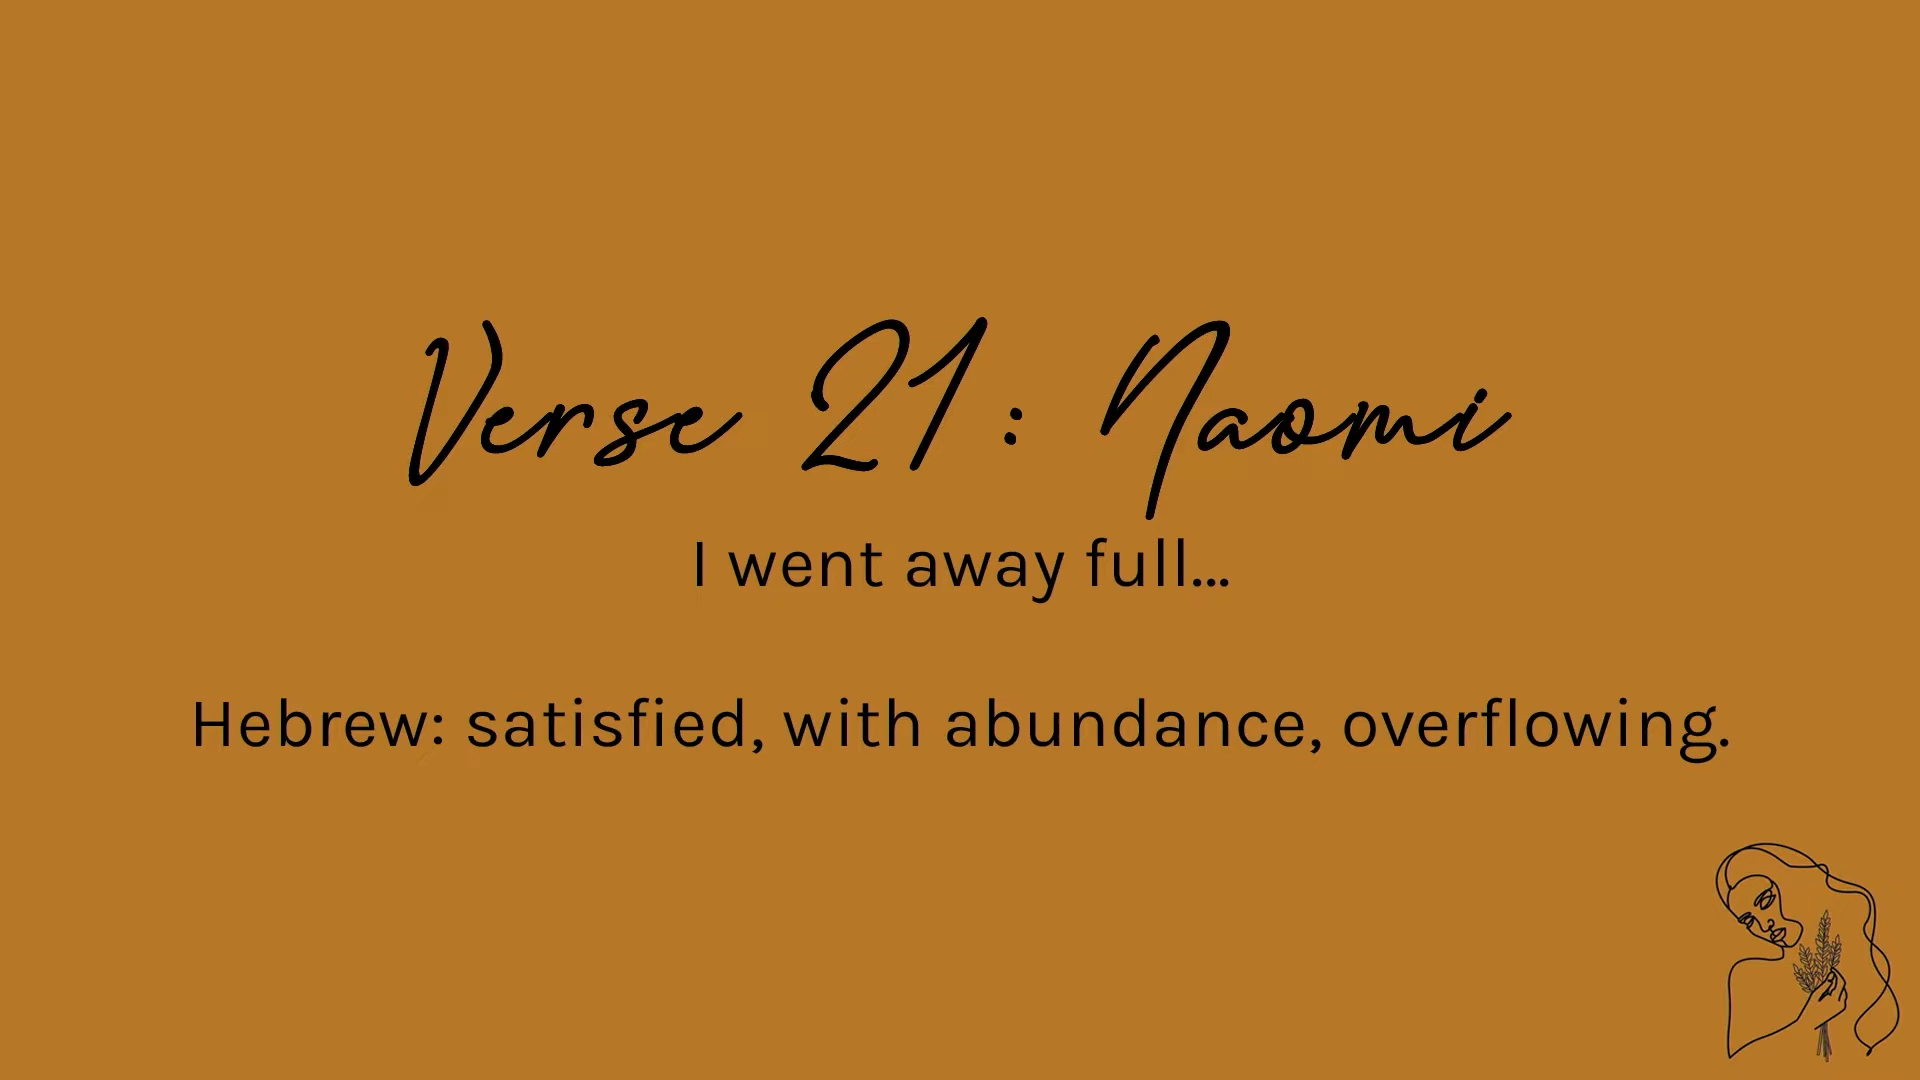 Verse 21: Naomi
I went away full...
Hebrew: satisfied, with abundance, overflowing.